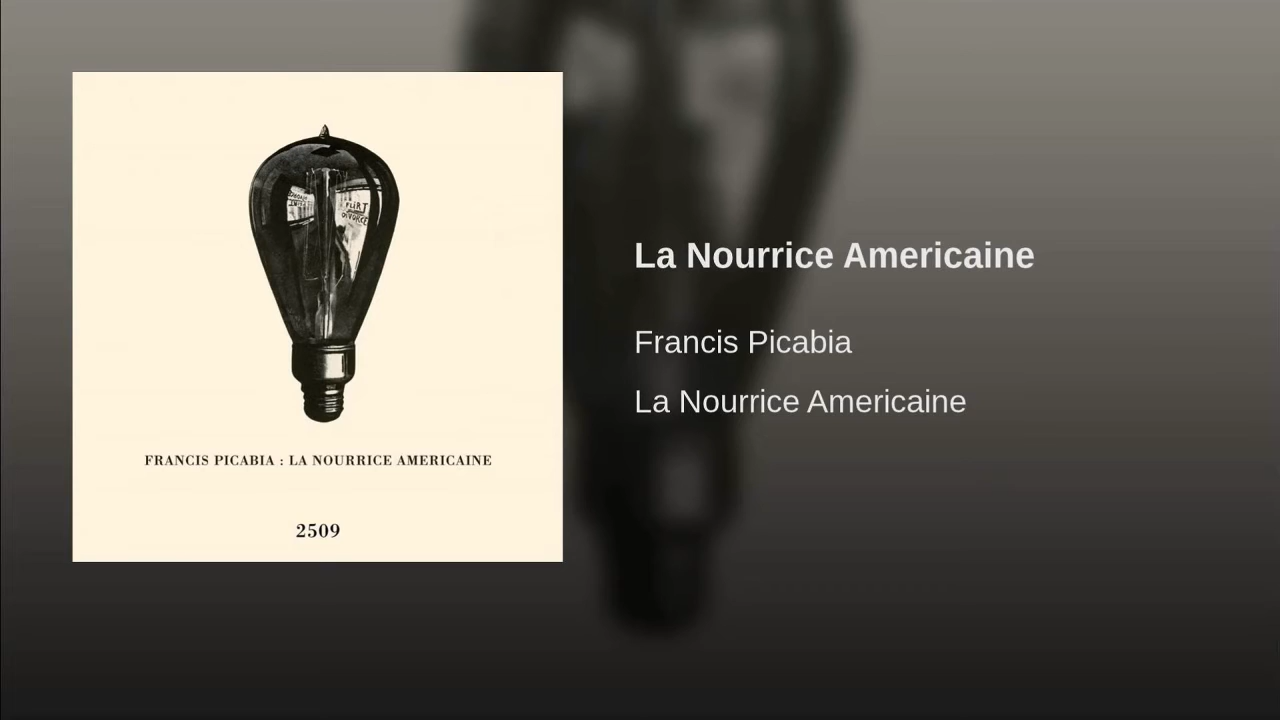 FLIRT
DIVORCE
FRANCIS PICABIA : LA NOURRICE AMERICAINE
2509
La Nourrice Americaine
Francis Picabia
La Nourrice Americaine